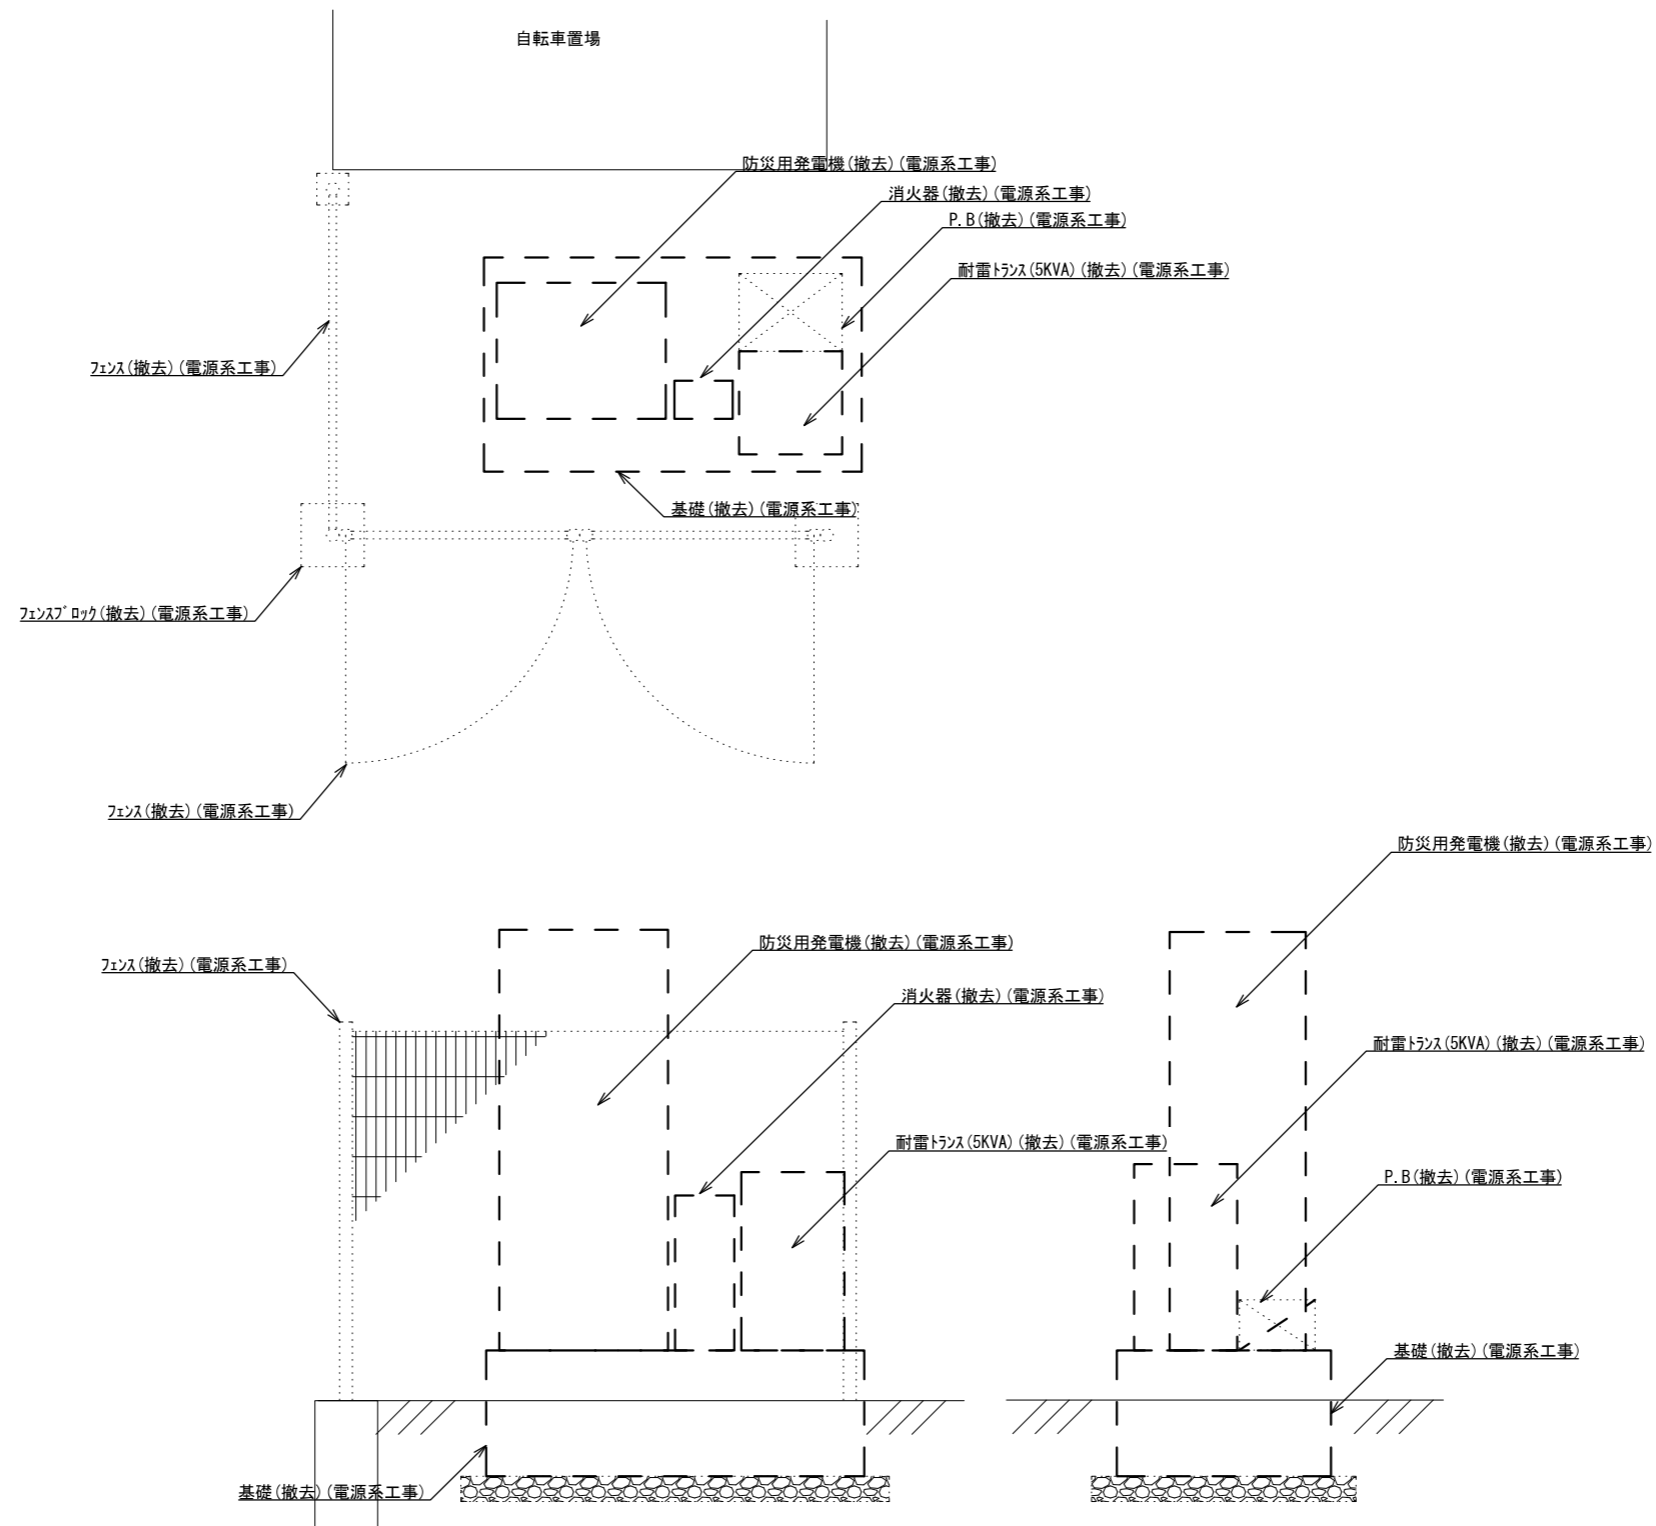 自転車置場
防災用発電機(撤去)(電源系工事)
消火器(撤去)(電源系工事)
P.B(撤去)(電源系工事)
耐雷ﾄﾗﾝｽ(5KVA)(撤去)(電源系工事)
ﾌｪﾝｽ(撤去)(電源系工事)
基礎(撤去)(電源系工事)
ﾌｪﾝｽﾌﾞﾛｯｸ(撤去)(電源系工事)
ﾌｪﾝｽ(撤去)(電源系工事)
防災用発電機(撤去)(電源系工事)
防災用発電機(撤去)(電源系工事)
ﾌｪﾝｽ(撤去)(電源系工事)
消火器(撤去)(電源系工事)
耐雷ﾄﾗﾝｽ(5KVA)(撤去)(電源系工事)
耐雷ﾄﾗﾝｽ(5KVA)(撤去)(電源系工事)
P.B(撤去)(電源系工事)
基礎(撤去)(電源系工事)
基礎(撤去)(電源系工事)